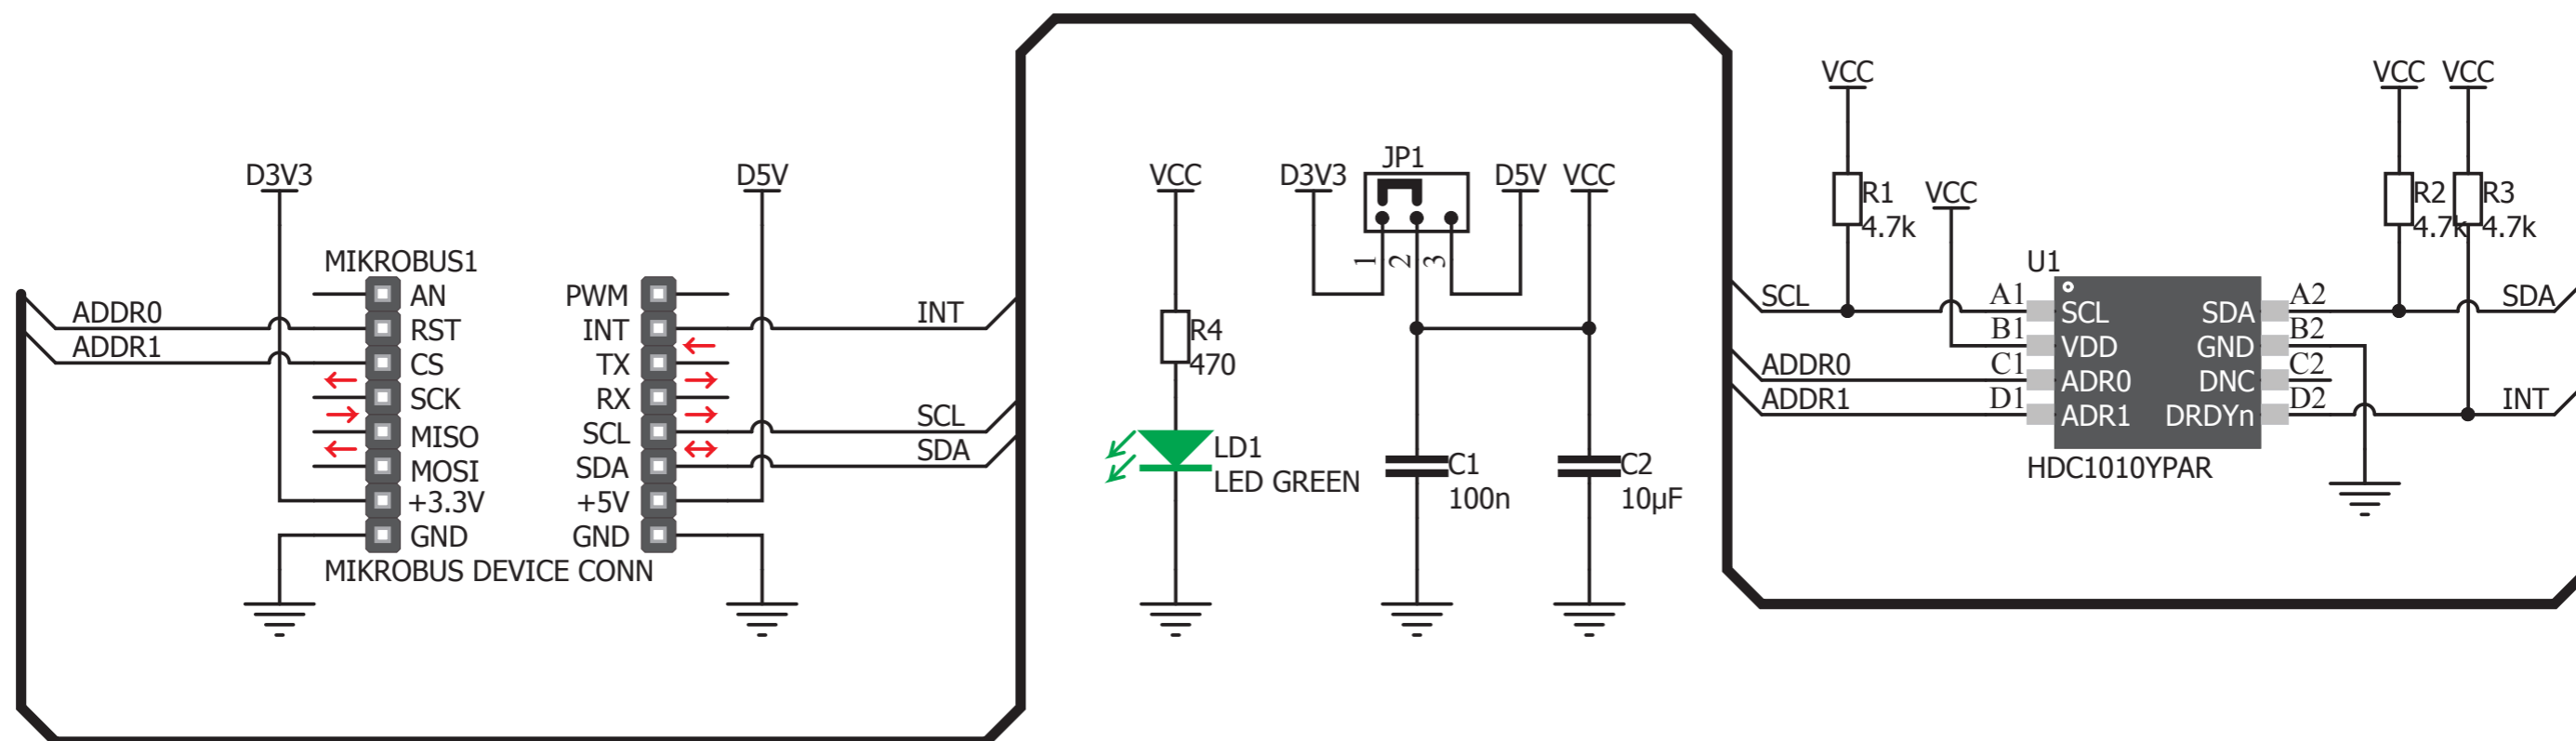 D3V3
D5V
MIKROBUS1
AN
RST
CS
SCK
MISO
MOSI
+3.3V
GND
PWM
INT
TX
RX
SCL
SDA
+5V
GND
MIKROBUS DEVICE CONN
ADDR0
ADDR1
INT
SCL
SDA
VCC
R4
470
LD1
LED GREEN
JP1
D3V3
D5V
VCC
1
2
3
C1
100n
C2
10µF
VCC
R1
4.7k
VCC
VCC
VCC
R2
4.7k
R3
4.7k
U1
SCL
ADDR0
ADDR1
A1
B1
C1
D1
SCL
VDD
ADR0
ADR1
SDA
GND
DNC
DRDYn
A2
B2
C2
D2
SDA
INT
HDC1010YPAR